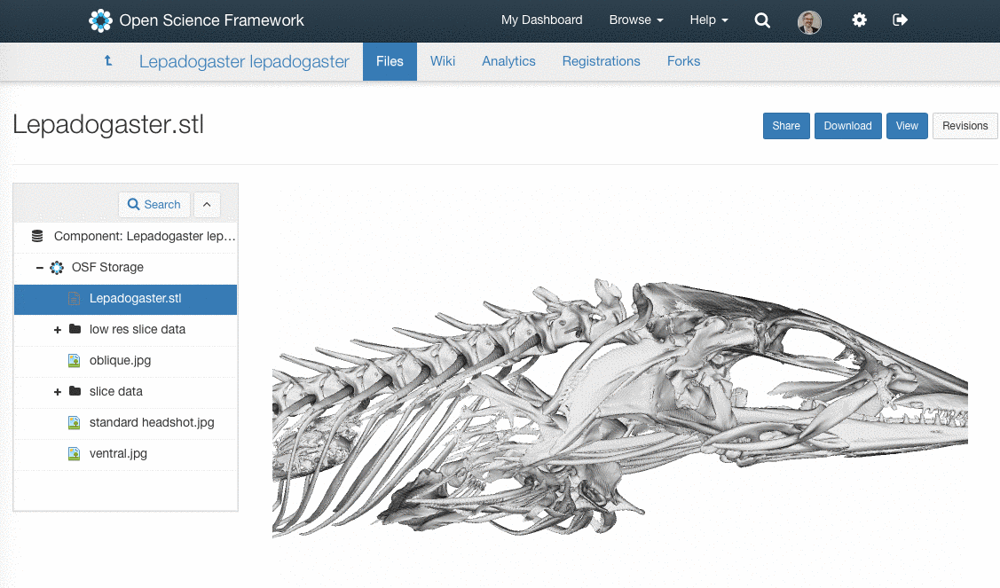 Open Science Framework My Dashboard Browse Help
Lepadogaster lepadogaster Files Wiki Analytics Registrations Forks
Lepadogaster.stl
Share Download View Revisions
Search
Component: Lepadogaster lep...
OSF Storage
Lepadogaster.stl
low res slice data
oblique.jpg
slice data
standard headshot.jpg
ventral.jpg